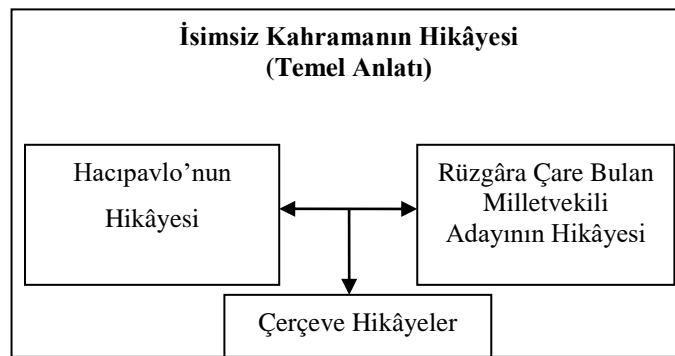 İsimsiz Kahramanın Hikâyesi
(Temel Anlatı)
Hacıpavlo’nun
Hikâyesi
Rüzgâra Çare Bulan
Milletvekili
Adayının Hikâyesi
Çerçeve Hikâyeler